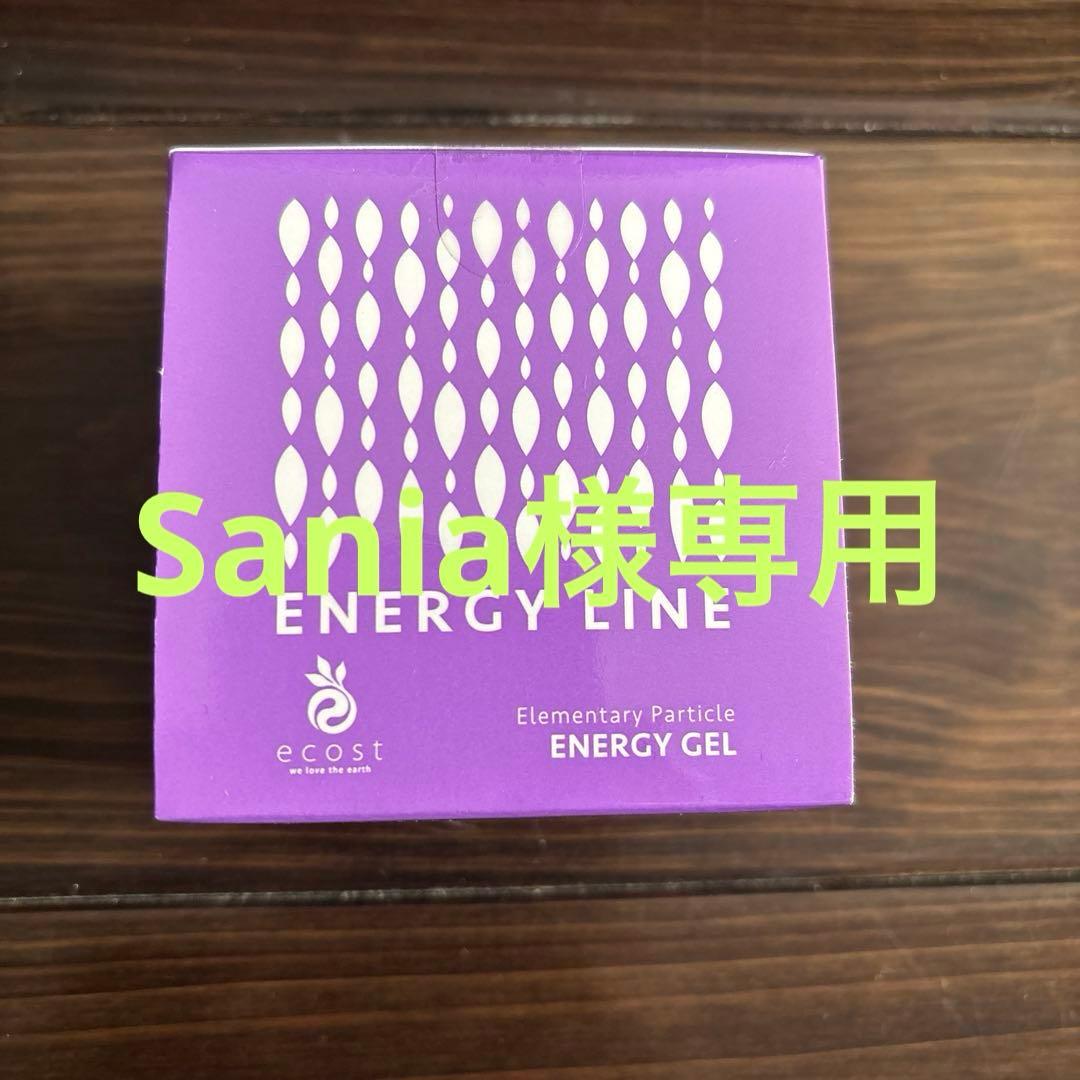 Sania様専用
ENERGY LINE
ecost
we love the earth
Elementary Particle
ENERGY GEL